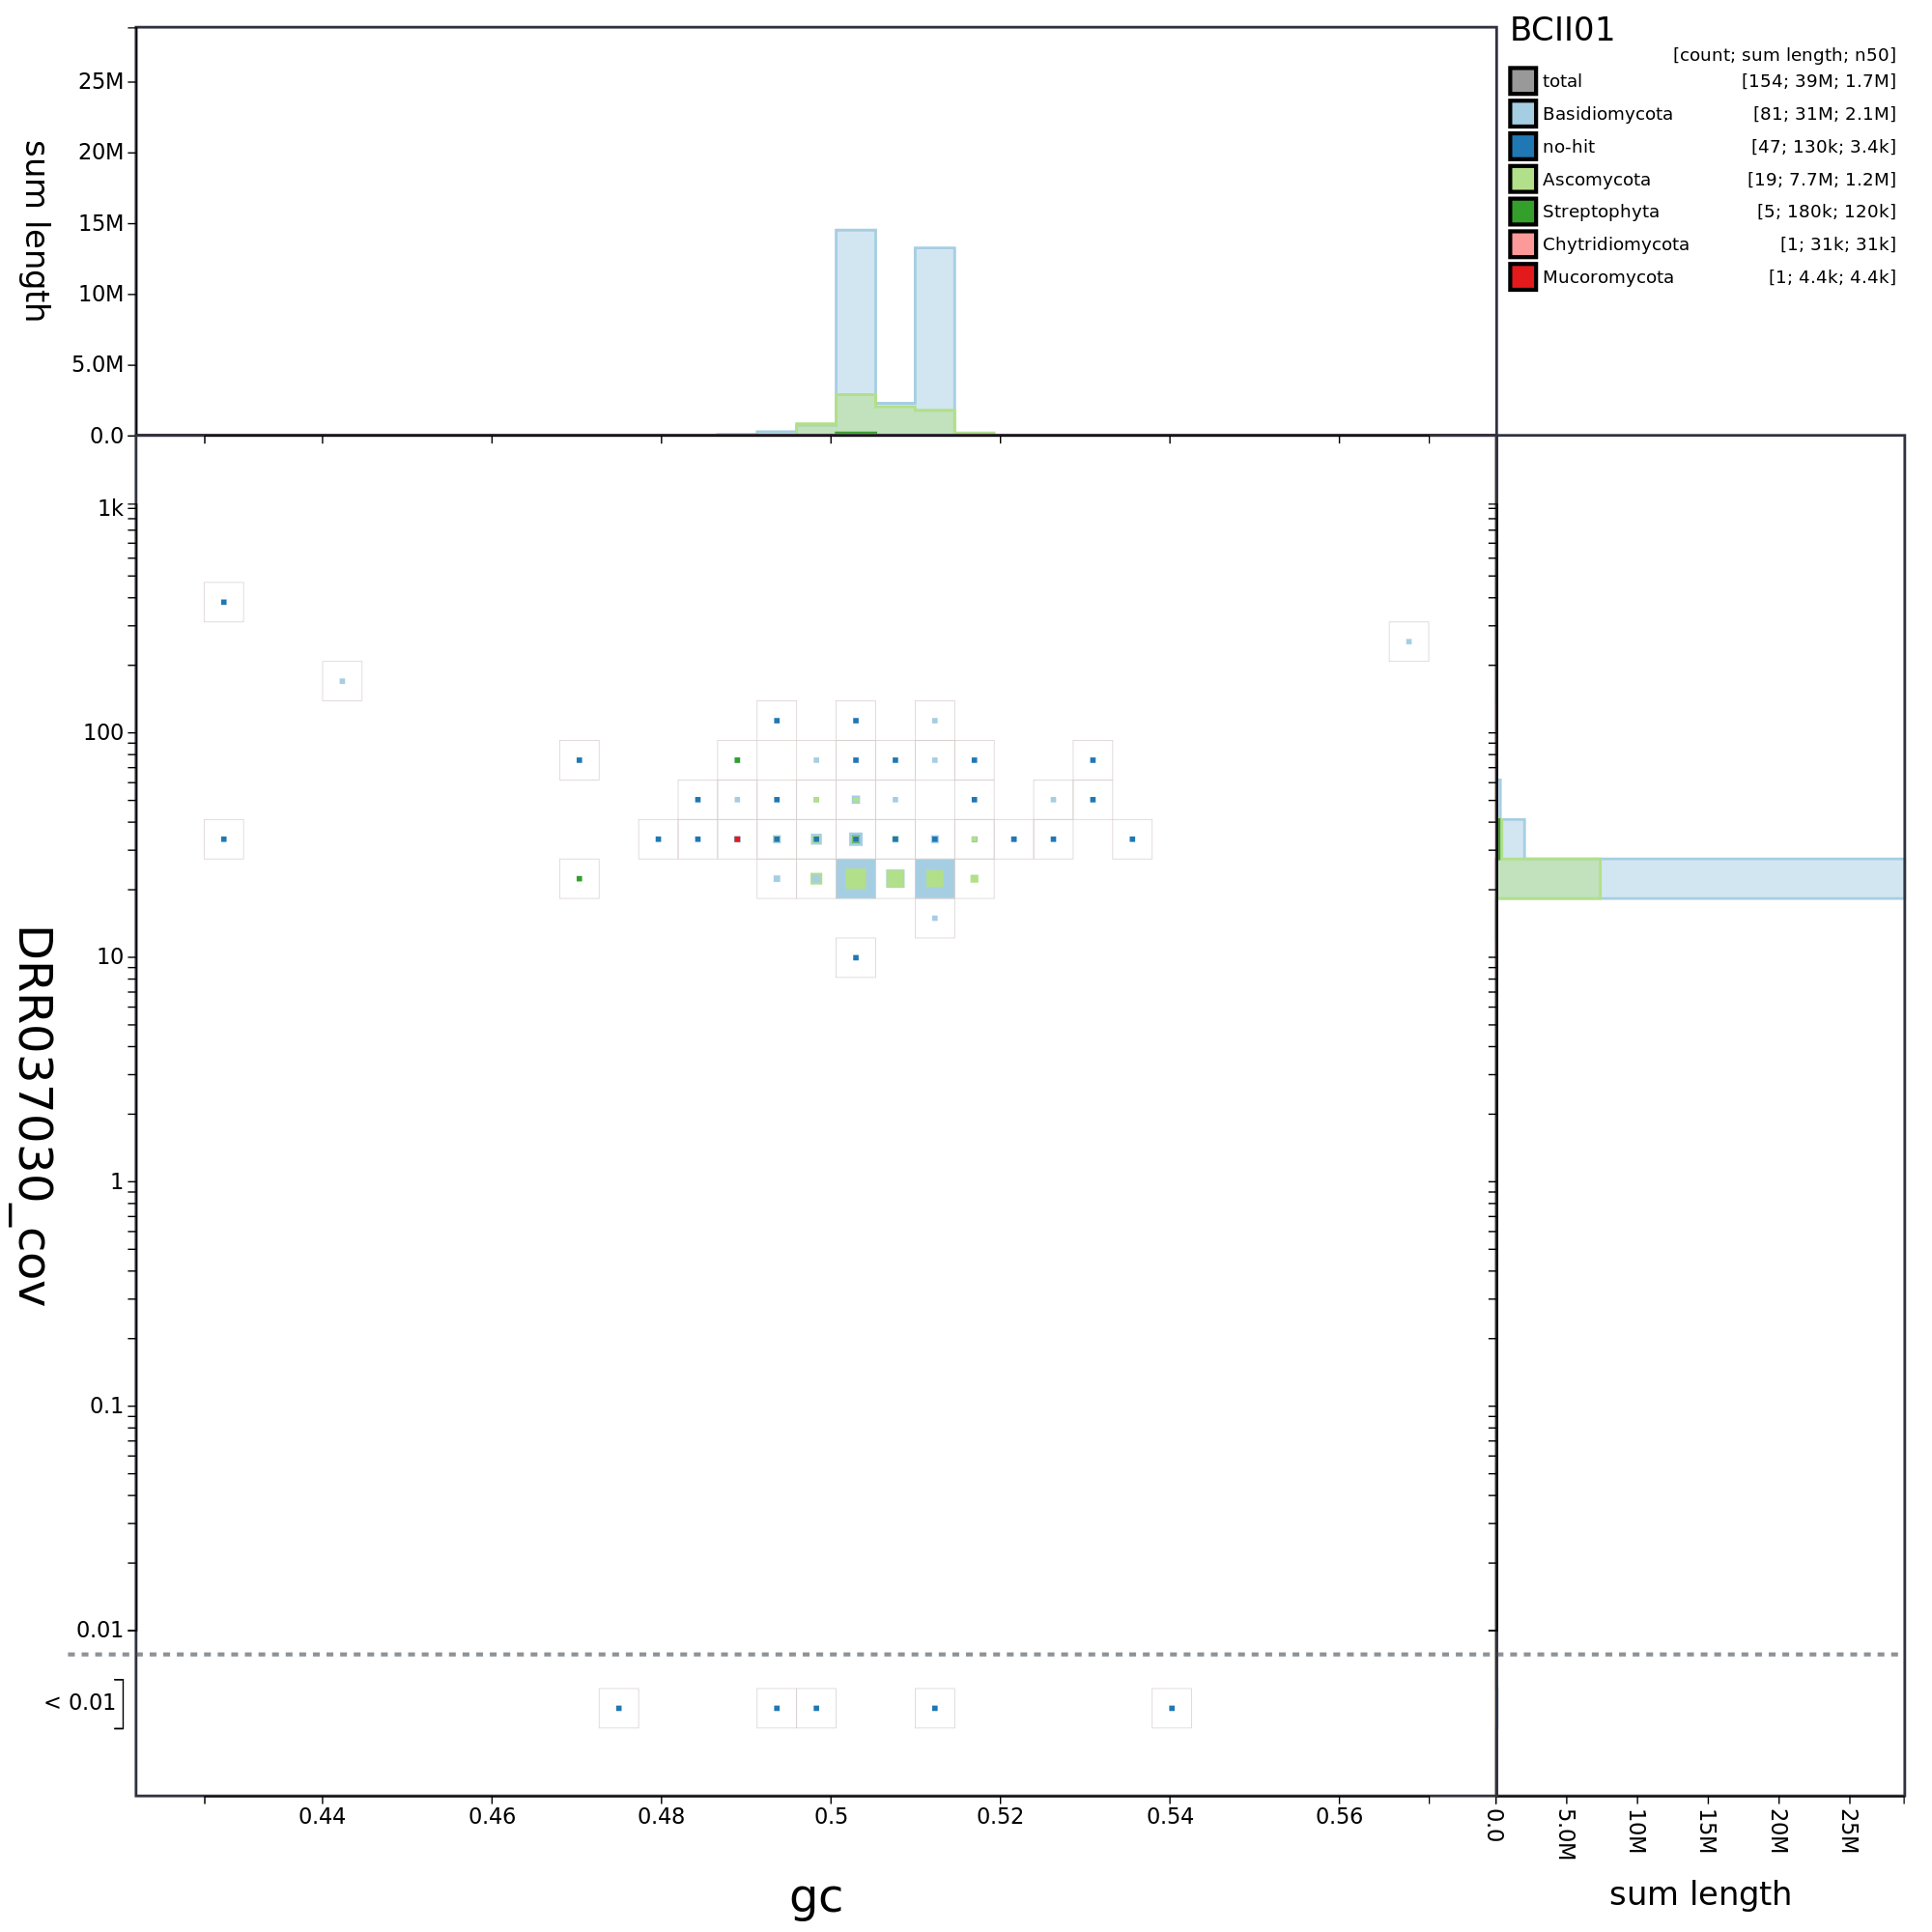 BCII01
[count; sum length; n50]
total [154; 39M; 1.7M]
Basidiomycota [81; 31M; 2.1M]
no-hit [47; 130k; 3.4k]
Ascomycota [19; 7.7M; 1.2M]
Streptophyta [5; 180k; 120k]
Chytridiomycota [1; 31k; 31k]
Mucoromycota [1; 4.4k; 4.4k]
sum length
25M
20M
15M
10M
5.0M
0.0
DRR037030_cov
1k
100
10
1
0.1
0.01
< 0.01
0.44 0.46 0.48 0.5 0.52 0.54 0.56
gc
0.0 5.0M 10M 15M 20M 25M
sum length